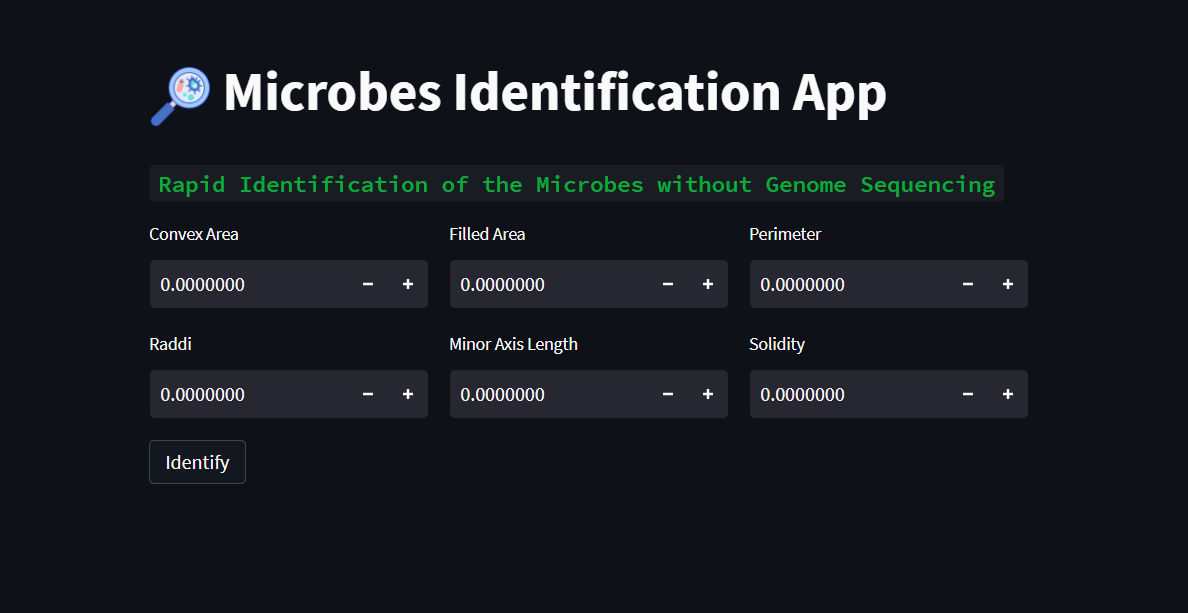 Microbes Identification App
Rapid Identification of the Microbes without Genome Sequencing
Convex Area Filled Area Perimeter
0.0000000 − + 0.0000000 − + 0.0000000 − +
Raddi Minor Axis Length Solidity
0.0000000 − + 0.0000000 − + 0.0000000 − +
Identify